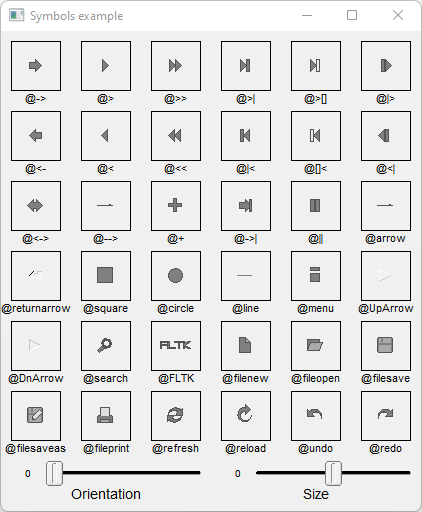 Symbols example
@-> @> @>> @>| @>[] @|>
@<- @< @<< @|< @[]< @<|
@<-> @--> @+ @->| @|| @arrow
@returnarrow @square @circle @line @menu @UpArrow
FLTK
@DnArrow @search @FLTK @filenew @fileopen @filesave
@filesaveas @fileprint @refresh @reload @undo @redo
0 0
Orientation Size